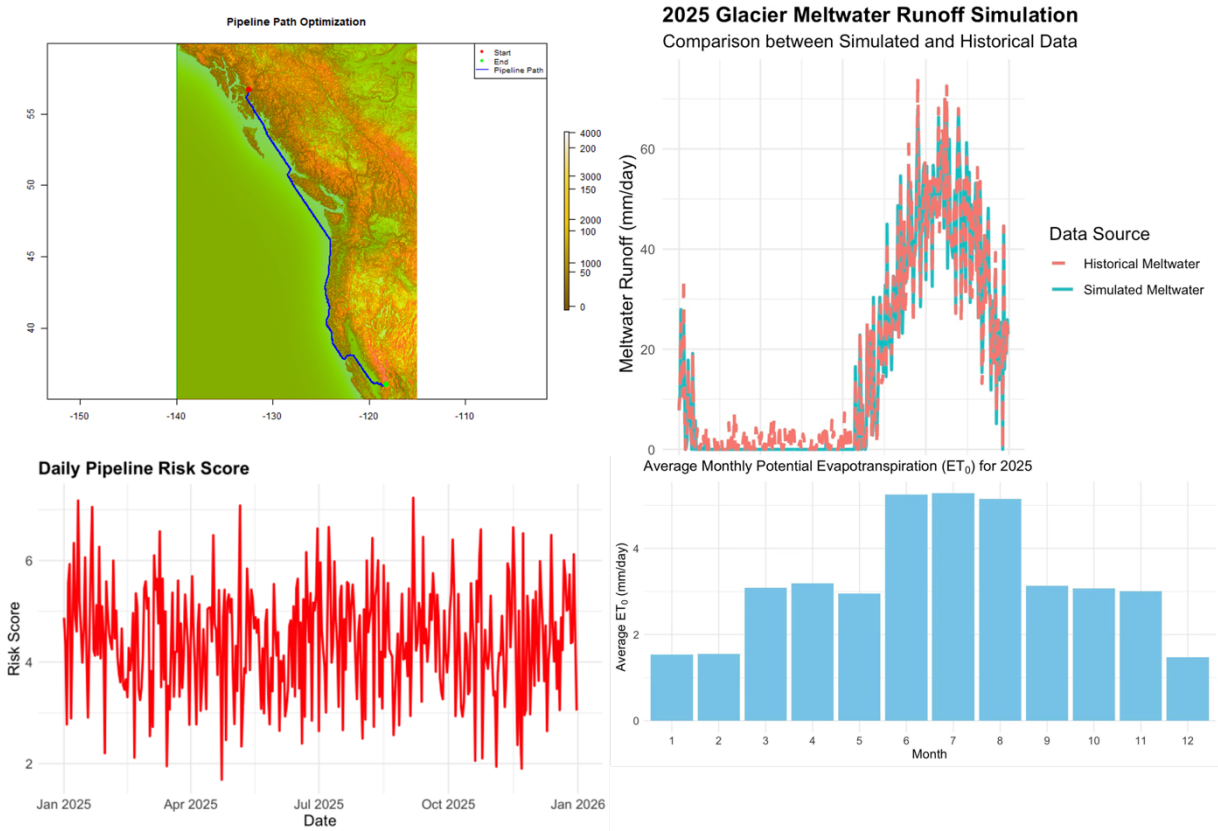 Pipeline Path Optimization
Start
End
Pipeline Path
55
50
45
40
-150
-140
-130
-120
-110
4000
200
3000
150
2000
100
1000
50
0
2025 Glacier Meltwater Runoff Simulation
Comparison between Simulated and Historical Data
Meltwater Runoff (mm/day)
60
40
20
0
Data Source
Historical Meltwater
Simulated Meltwater
Daily Pipeline Risk Score
Risk Score
6
4
2
Jan 2025
Apr 2025
Jul 2025
Oct 2025
Jan 2026
Date
Average Monthly Potential Evapotranspiration (ET₀) for 2025
Average ET₀ (mm/day)
4
2
0
1 2 3 4 5 6 7 8 9 10 11 12
Month